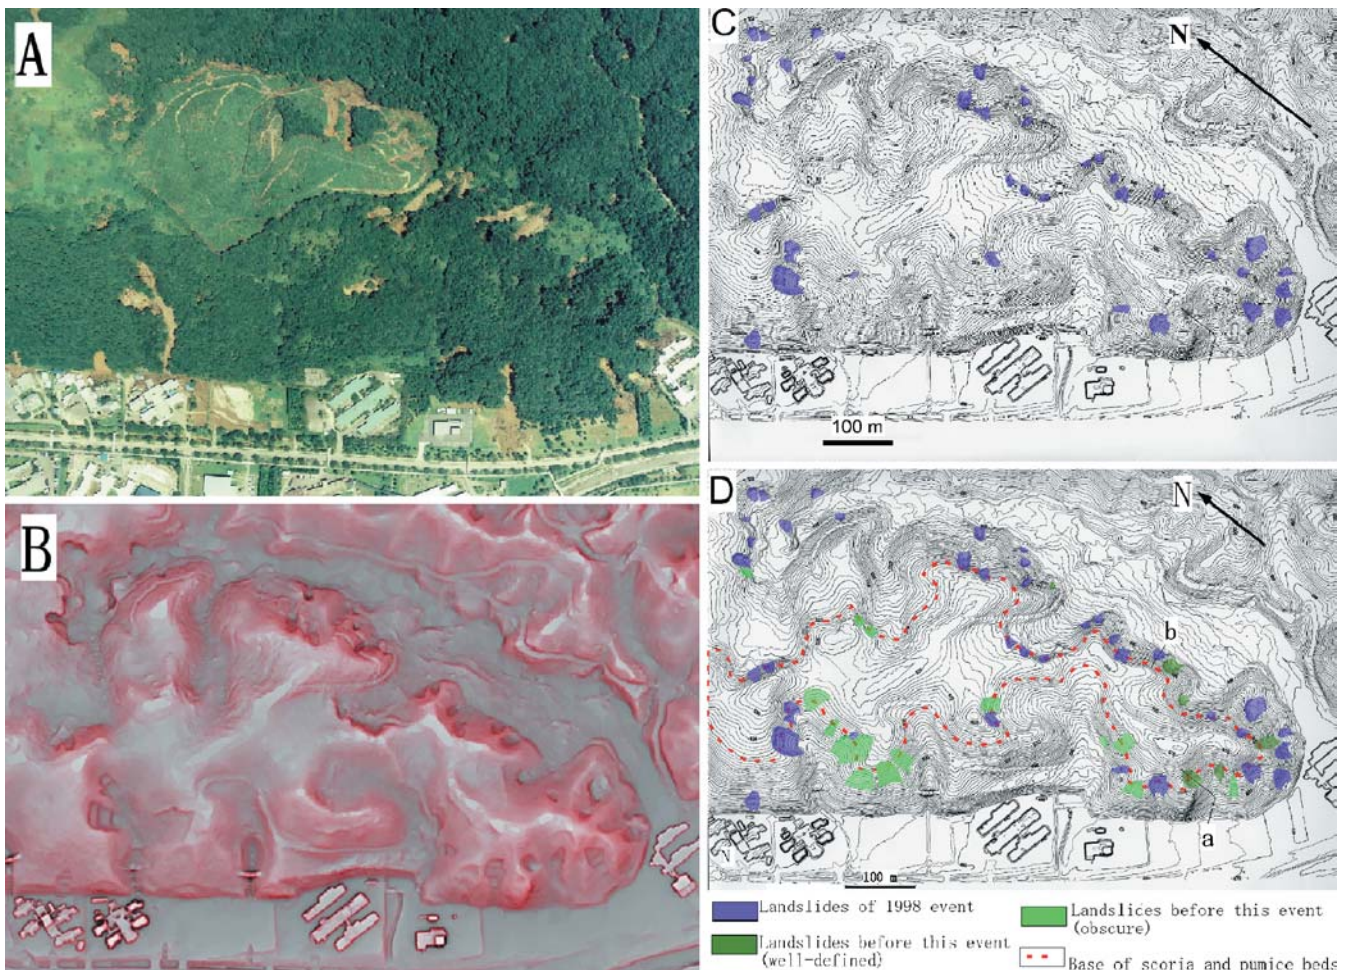 A
B
C
N
100 m
D
N
b
a
100 m
Landslides of 1998 event
Landslides before this event
(well-defined)
Landslices before this event
(obscure)
Base of scoria and pumice beds